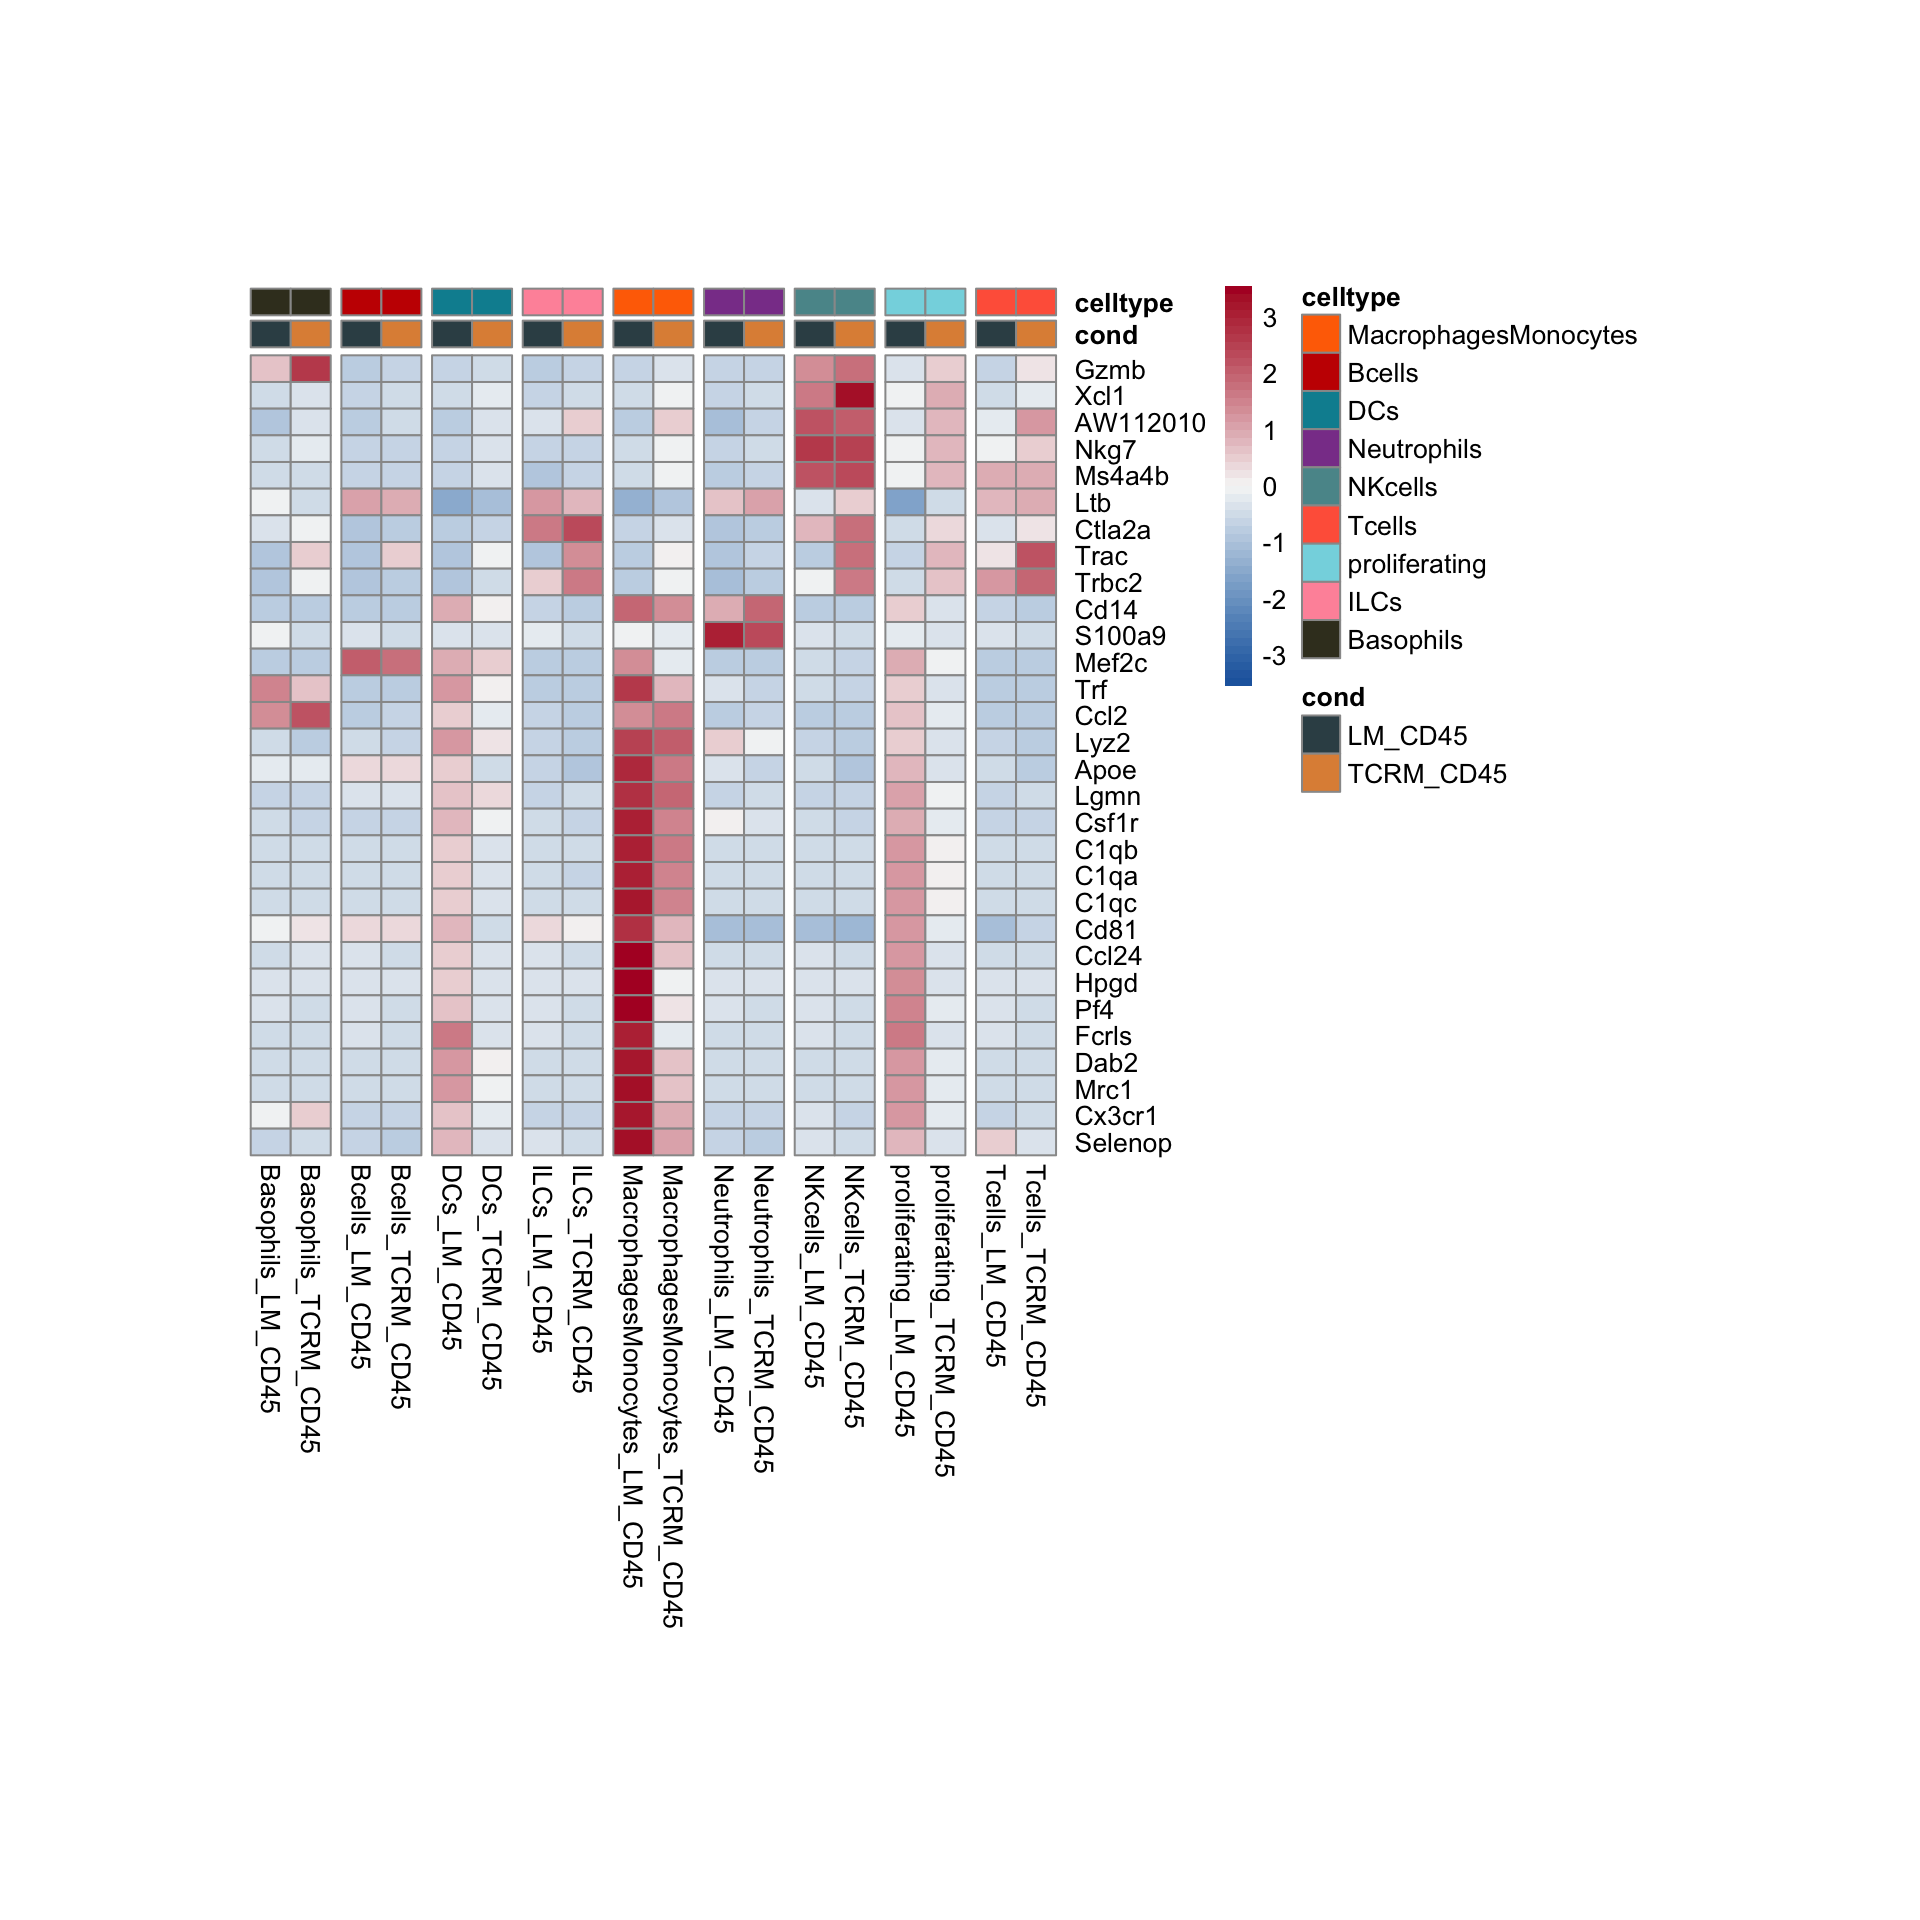 celltype
cond
Gzmb
Xcl1
AW112010
Nkg7
Ms4a4b
Ltb
Ctla2a
Trac
Trbc2
Cd14
S100a9
Mef2c
Trf
Ccl2
Lyz2
Apoe
Lgmn
Csf1r
C1qb
C1qa
C1qc
Cd81
Ccl24
Hpgd
Pf4
Fcrls
Dab2
Mrc1
Cx3cr1
Selenop
Basophils_LM_CD45
Basophils_TCRM_CD45
Bcells_LM_CD45
Bcells_TCRM_CD45
DCs_LM_CD45
DCs_TCRM_CD45
ILCs_LM_CD45
ILCs_TCRM_CD45
MacrophagesMonocytes_LM_CD45
MacrophagesMonocytes_TCRM_CD45
Neutrophils_LM_CD45
Neutrophils_TCRM_CD45
NKcells_LM_CD45
NKcells_TCRM_CD45
proliferating_LM_CD45
proliferating_TCRM_CD45
Tcells_LM_CD45
Tcells_TCRM_CD45
3
2
1
0
-1
-2
-3
celltype
MacrophagesMonocytes
Bcells
DCs
Neutrophils
NKcells
Tcells
proliferating
ILCs
Basophils
cond
LM_CD45
TCRM_CD45